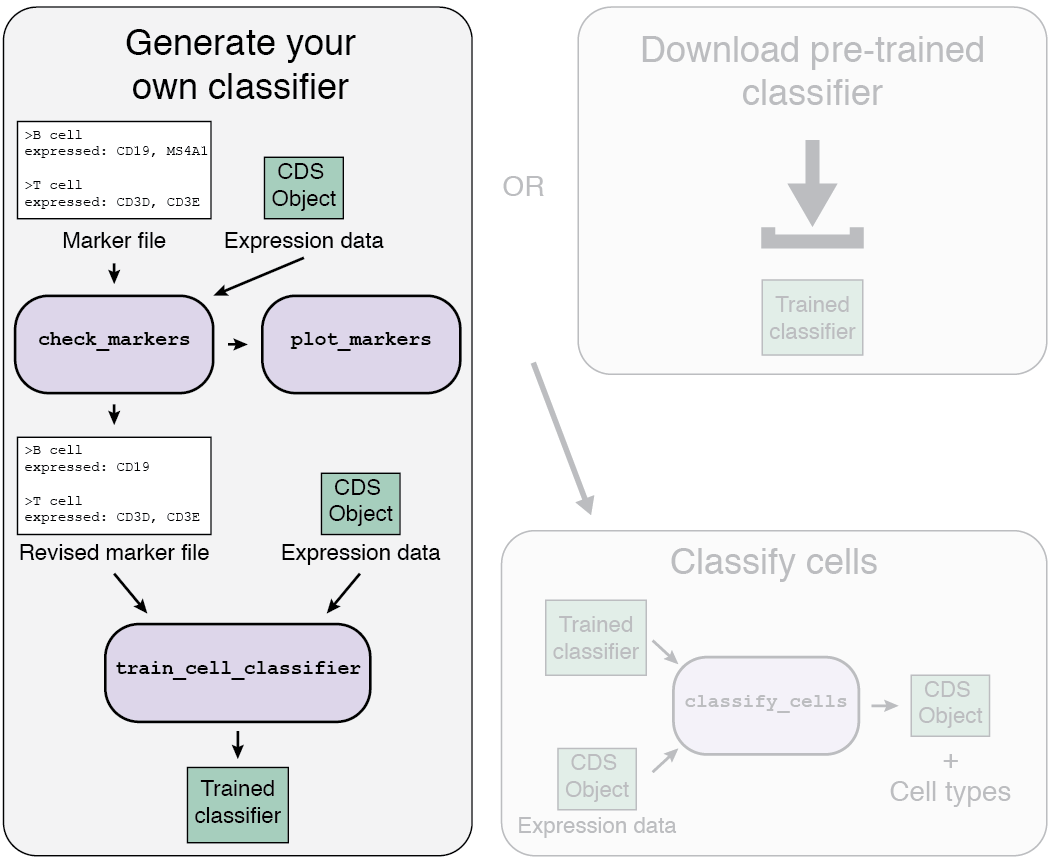 Generate your
own classifier
>B cell
expressed: CD19, MS4A1
>T cell
expressed: CD3D, CD3E
Marker file
CDS
Object
Expression data
check_markers
plot_markers
>B cell
expressed: CD19
>T cell
expressed: CD3D, CD3E
Revised marker file
CDS
Object
Expression data
train_cell_classifier
Trained
classifier
OR
Download pre-trained
classifier
Trained
classifier
Classify cells
Trained
classifier
CDS
Object
Expression data
classify_cells
CDS
Object
+
Cell types